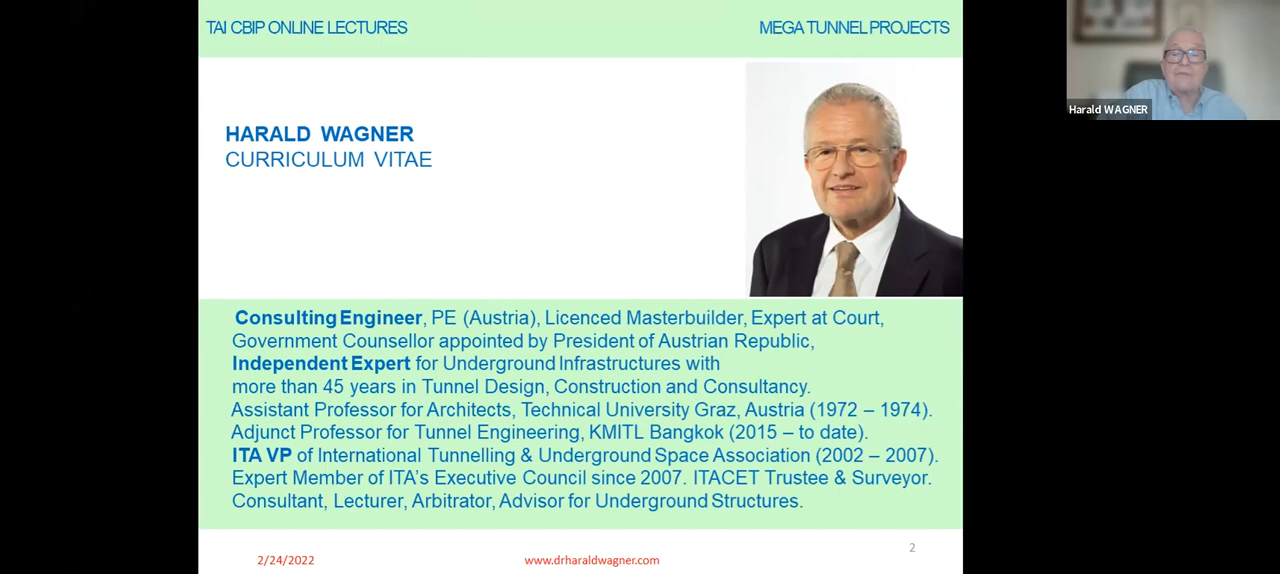 TAI CBIP ONLINE LECTURES
MEGA TUNNEL PROJECTS
Harald WAGNER
HARALD WAGNER
CURRICULUM VITAE
Consulting Engineer, PE (Austria), Licenced Masterbuilder, Expert at Court,
Government Counsellor appointed by President of Austrian Republic,
Independent Expert for Underground Infrastructures with
more than 45 years in Tunnel Design, Construction and Consultancy.
Assistant Professor for Architects, Technical University Graz, Austria (1972 – 1974).
Adjunct Professor for Tunnel Engineering, KMITL Bangkok (2015 – to date).
ITA VP of International Tunnelling & Underground Space Association (2002 – 2007).
Expert Member of ITA's Executive Council since 2007. ITACET Trustee & Surveyor.
Consultant, Lecturer, Arbitrator, Advisor for Underground Structures.
2/24/2022
www.drharaldwagner.com
2